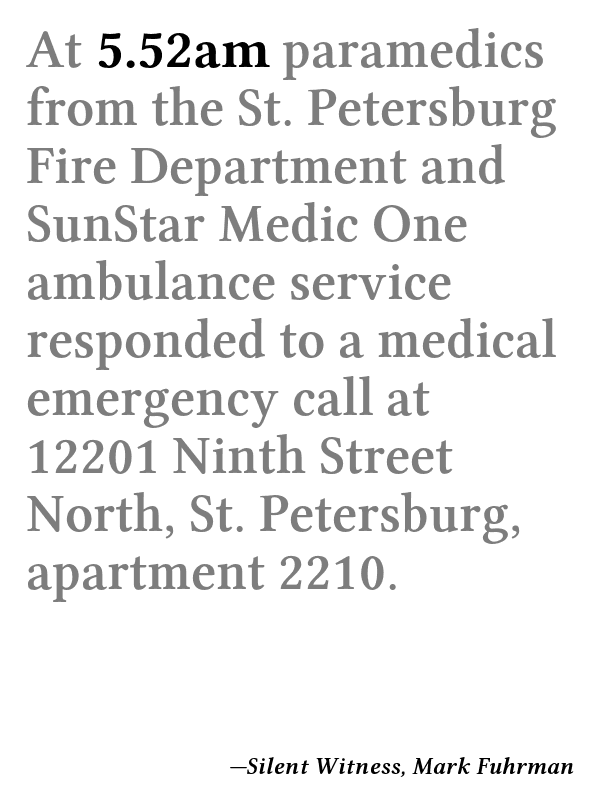 At 5.52am paramedics
from the St. Petersburg
Fire Department and
SunStar Medic One
ambulance service
responded to a medical
emergency call at
12201 Ninth Street
North, St. Petersburg,
apartment 2210.
—Silent Witness, Mark Fuhrman